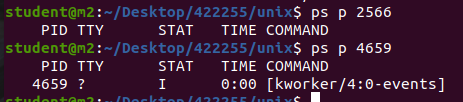 student@m2:~/Desktop/422255/unix$ ps p 2566
PID TTY STAT TIME COMMAND
student@m2:~/Desktop/422255/unix$ ps p 4659
PID TTY STAT TIME COMMAND
4659 ? I 0:00 [kworker/4:0-events]
student@m2:~/Desktop/422255/unix$